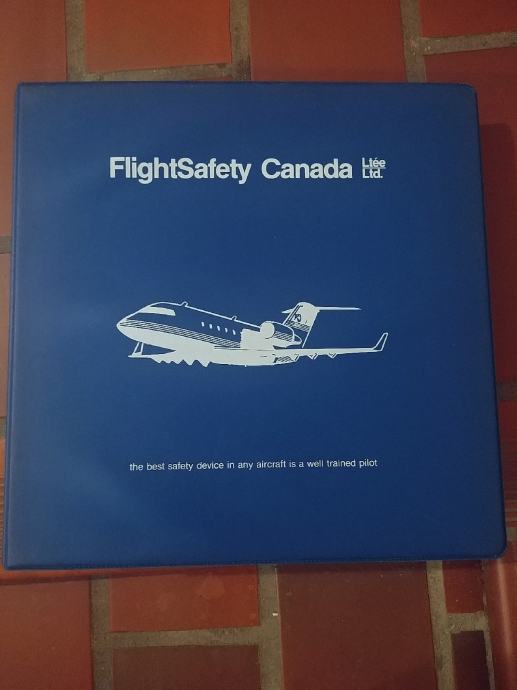 FlightSafety Canada Ltée
Ltd.
the best safety device in any aircraft is a well trained pilot